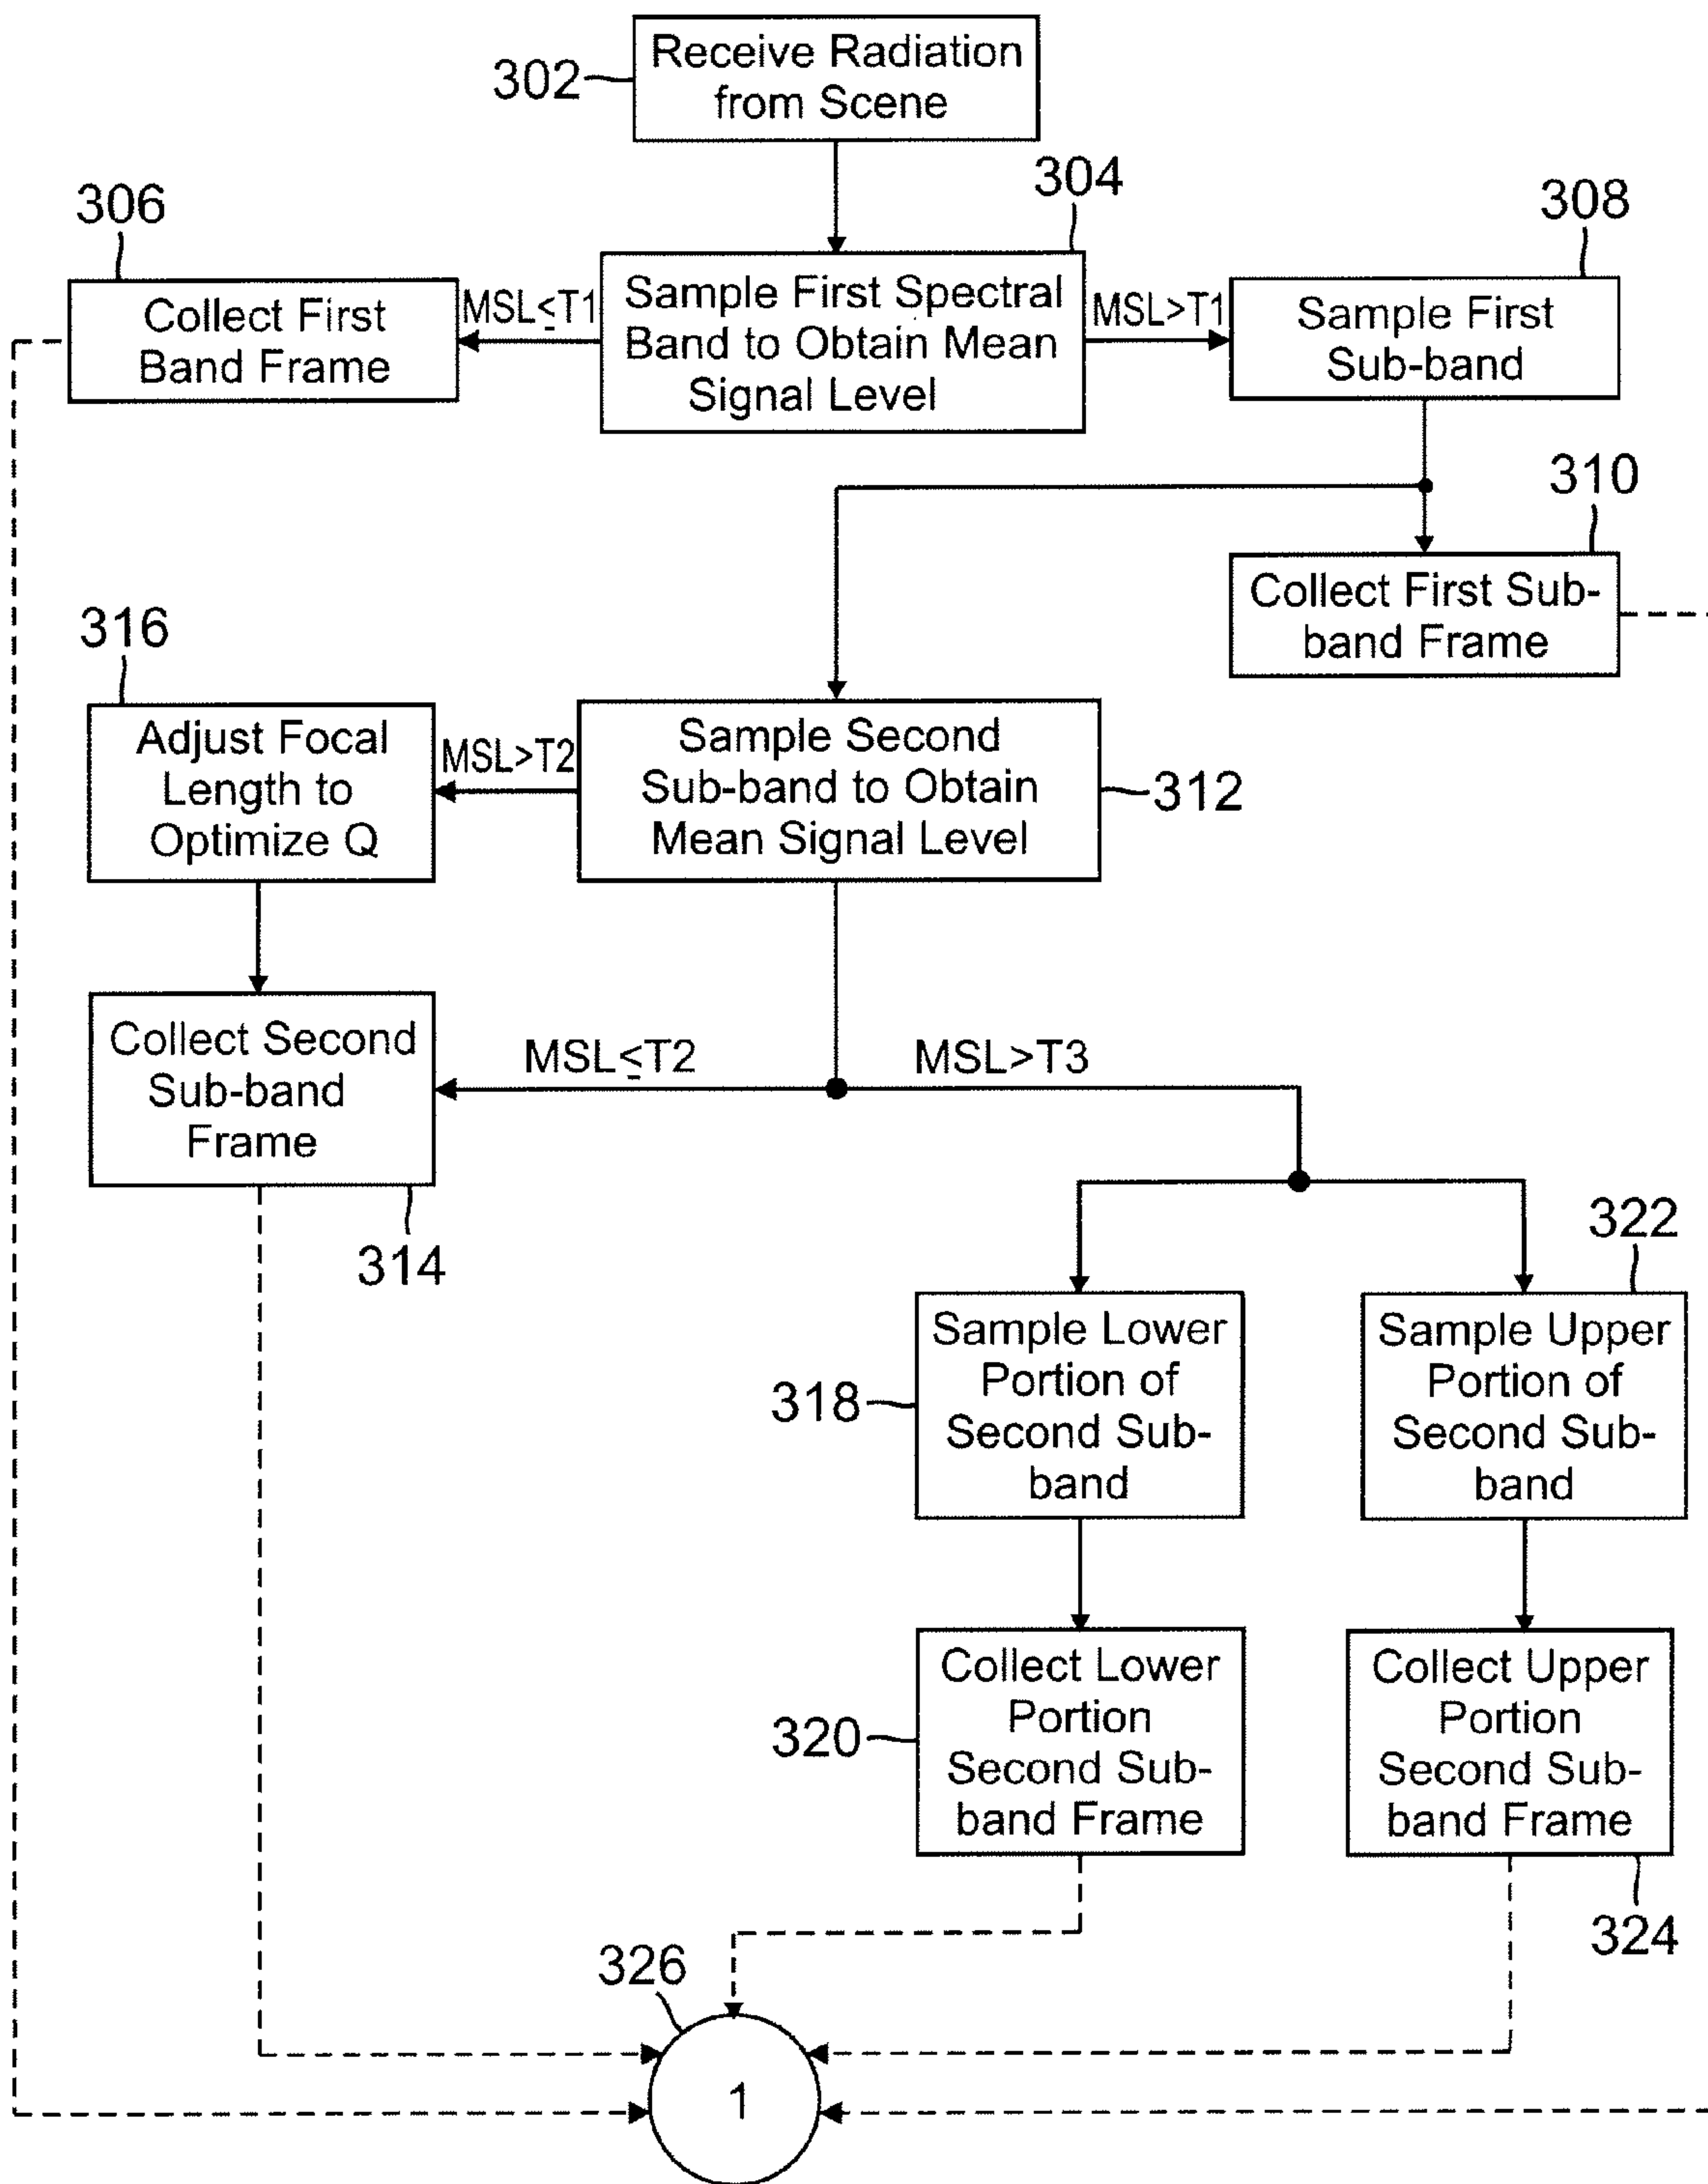 302
Receive Radiation
from Scene
304
306
308
Collect First
Band Frame
MSL≤T1
Sample First Spectral
Band to Obtain Mean
Signal Level
MSL>T1
Sample First
Sub-band
310
Collect First Sub-
band Frame
316
Adjust Focal
Length to
Optimize Q
MSL>T2
Sample Second
Sub-band to Obtain
Mean Signal Level
312
Collect Second
Sub-band
Frame
MSL≤T2
MSL>T3
314
322
318
Sample Lower
Portion of
Second Sub-
band
Sample Upper
Portion of
Second Sub-
band
320
Collect Lower
Portion
Second Sub-
band Frame
Collect Upper
Portion
Second Sub-
band Frame
324
326
1